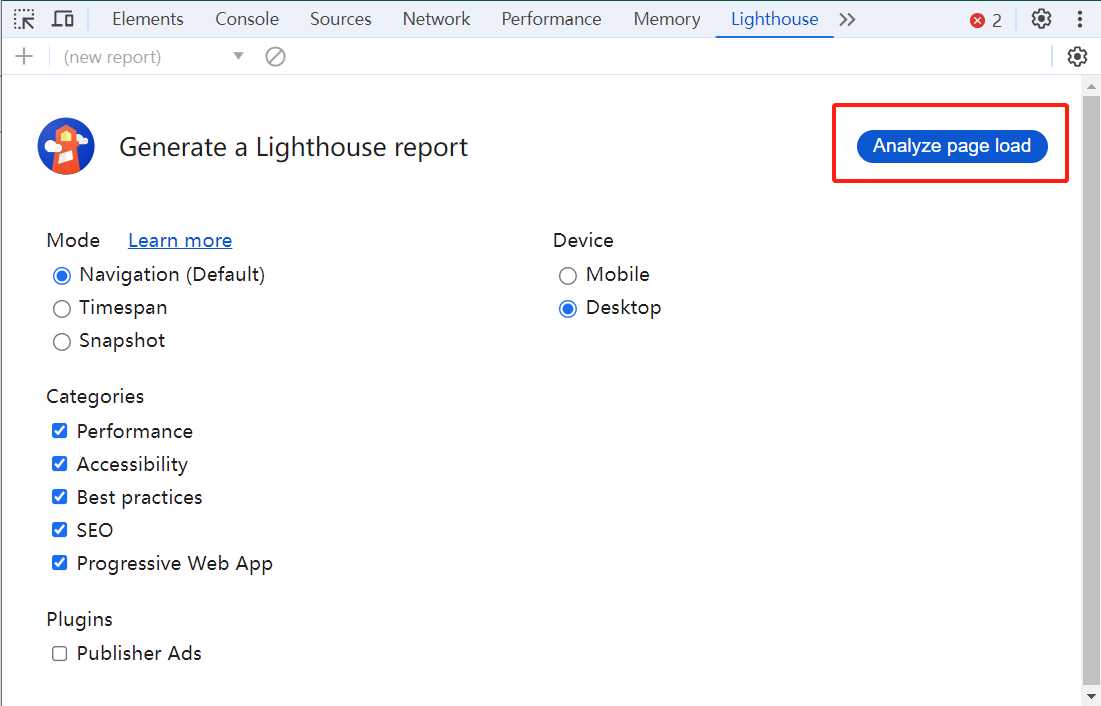 Elements Console Sources Network Performance Memory Lighthouse 2
(new report)
Generate a Lighthouse report
Analyze page load
Mode Learn more
Navigation (Default)
Timespan
Snapshot
Device
Mobile
Desktop
Categories
Performance
Accessibility
Best practices
SEO
Progressive Web App
Plugins
Publisher Ads